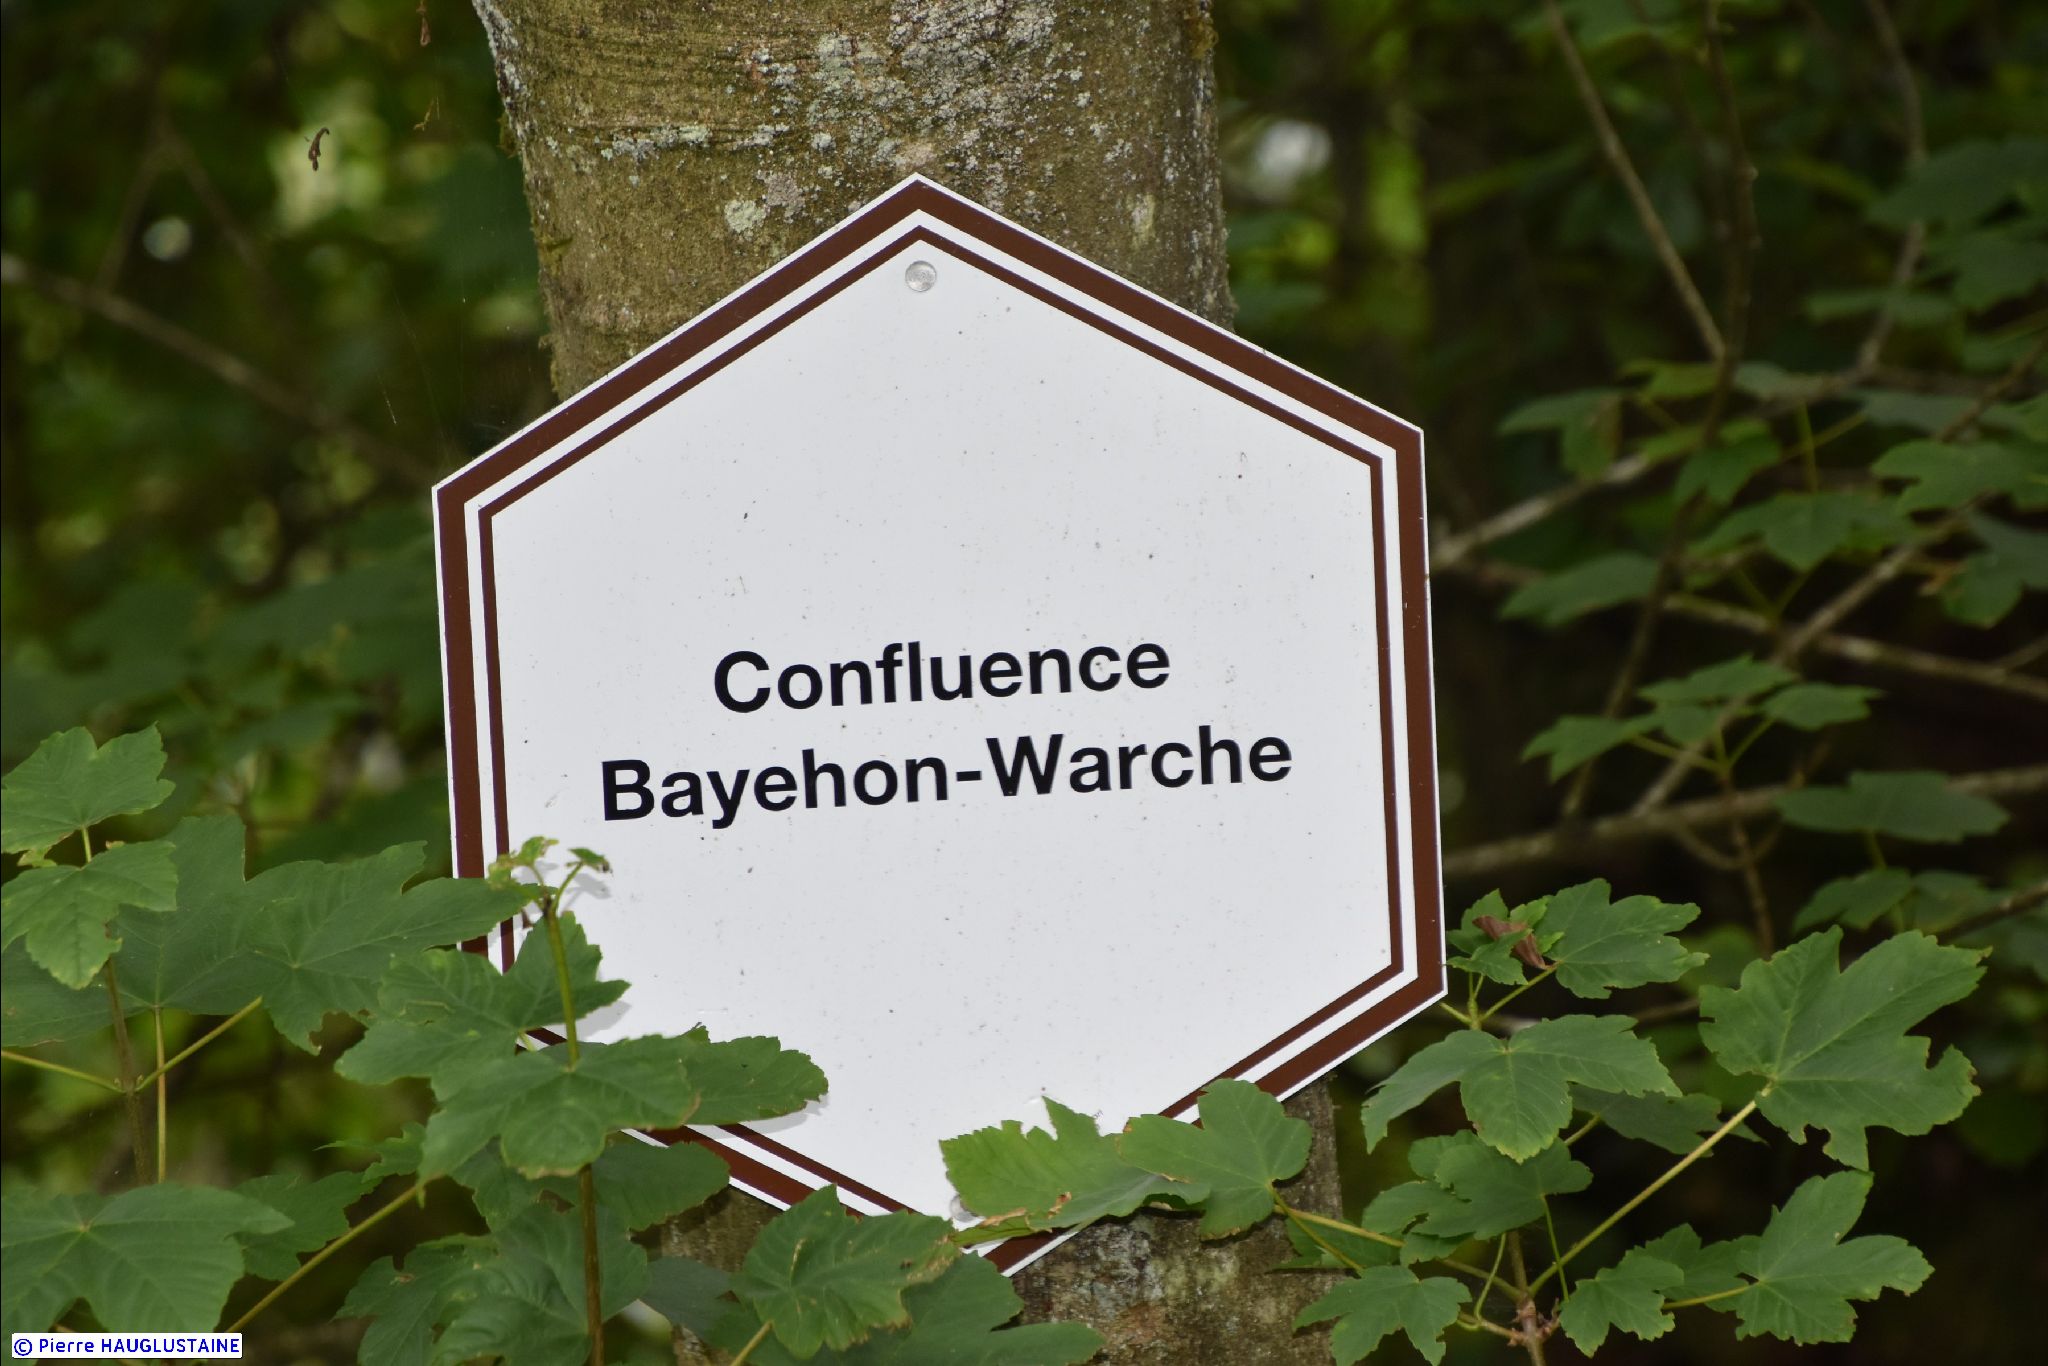 Confluence
Bayehon-Warche
© Pierre HAUGLUSTAINE